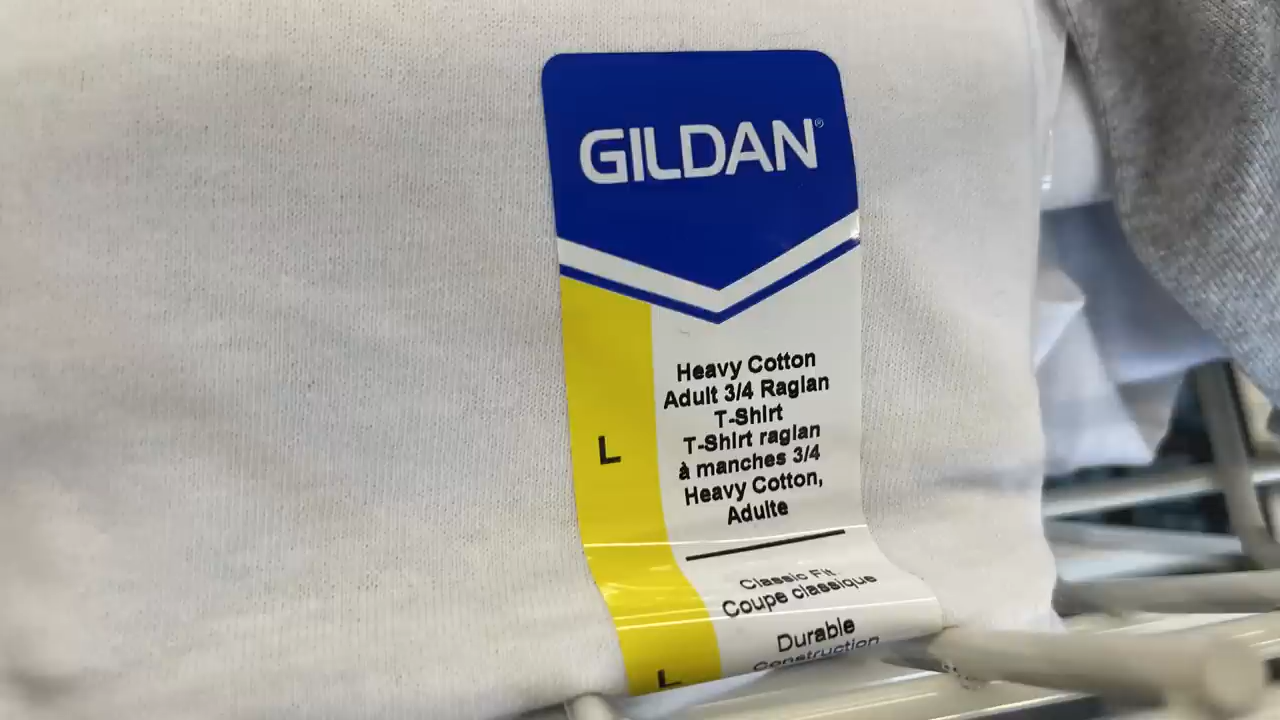 GILDAN®
L
Heavy Cotton
Adult 3/4 Raglan
T-Shirt
T-Shirt raglan
à manches 3/4
Heavy Cotton,
Adulte
Classic Fit
Coupe classique
Durable
Construction
L